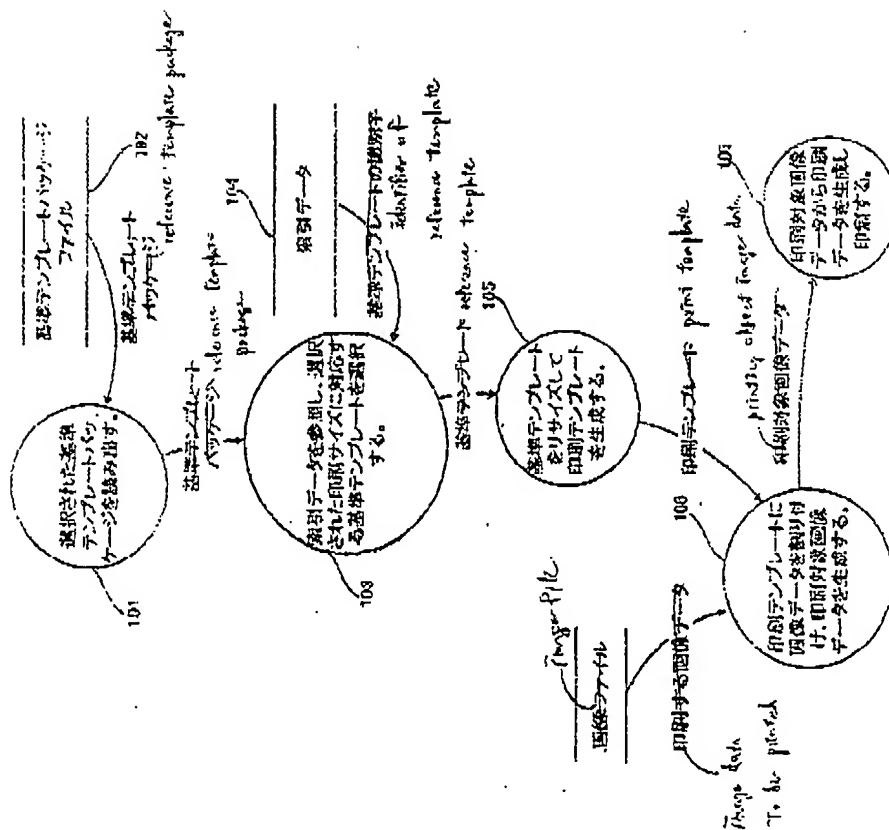 基準テンプレートパッケージ
ファイル
102
基準テンプレート
パッケージ
reference template package
選択された基準
テンプレートパッ
ケージを読み出す。
101
基準テンプレート
パッケージ
reference template
package
104
索引データ
基準テンプレートの識別子
identifier of
reference template
索引データを参照し、選択
された印刷サイズに対応す
る基準テンプレートを選択
する。
103
基準テンプレート
reference template
105
基準テンプレート
をリサイズして
印刷テンプレート
を生成する。
印刷テンプレート
print template
image file
画像ファイル
印刷する画像データ
Image data
To be printed
印刷テンプレートに
画像データを割り付
け、印刷対象画像
データを生成する。
printing object image data
印刷対象画像データ
印刷対象画像
データから印刷
データを生成し
印刷する。